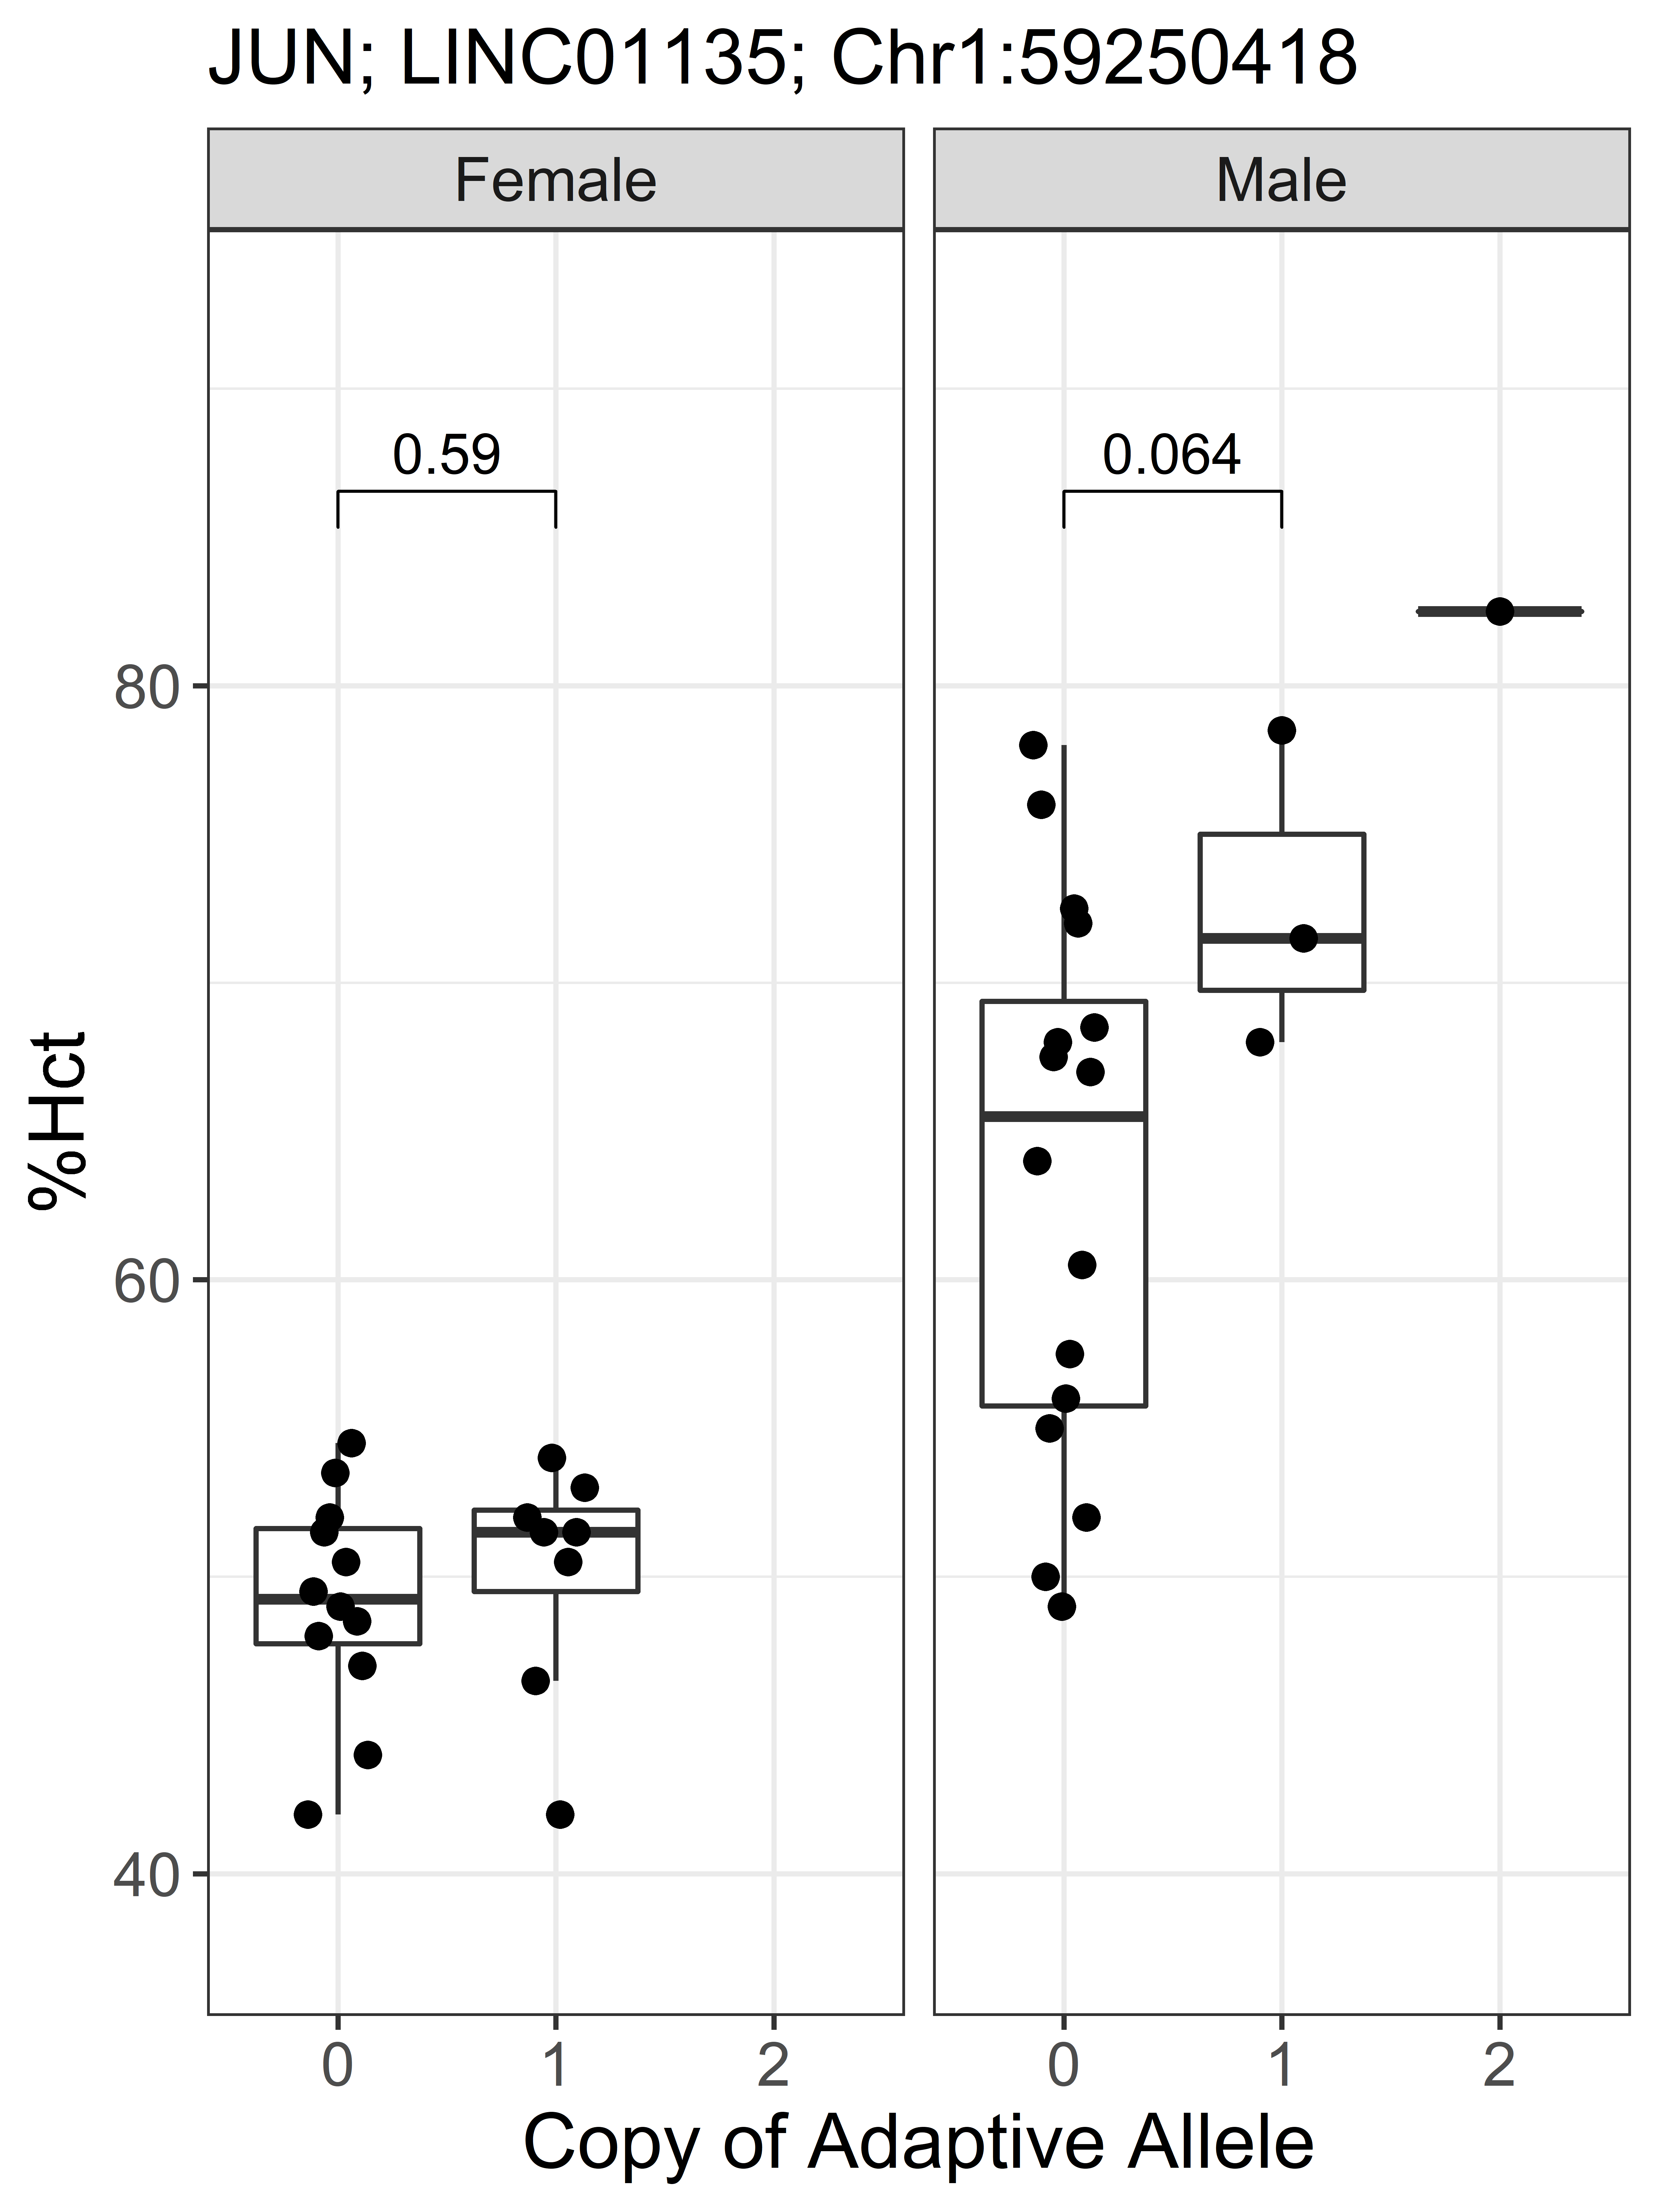 JUN; LINC01135; Chr1:59250418
Female
Male
0.59
0.064
80
60
40
%Hct
0 1 2
0 1 2
Copy of Adaptive Allele